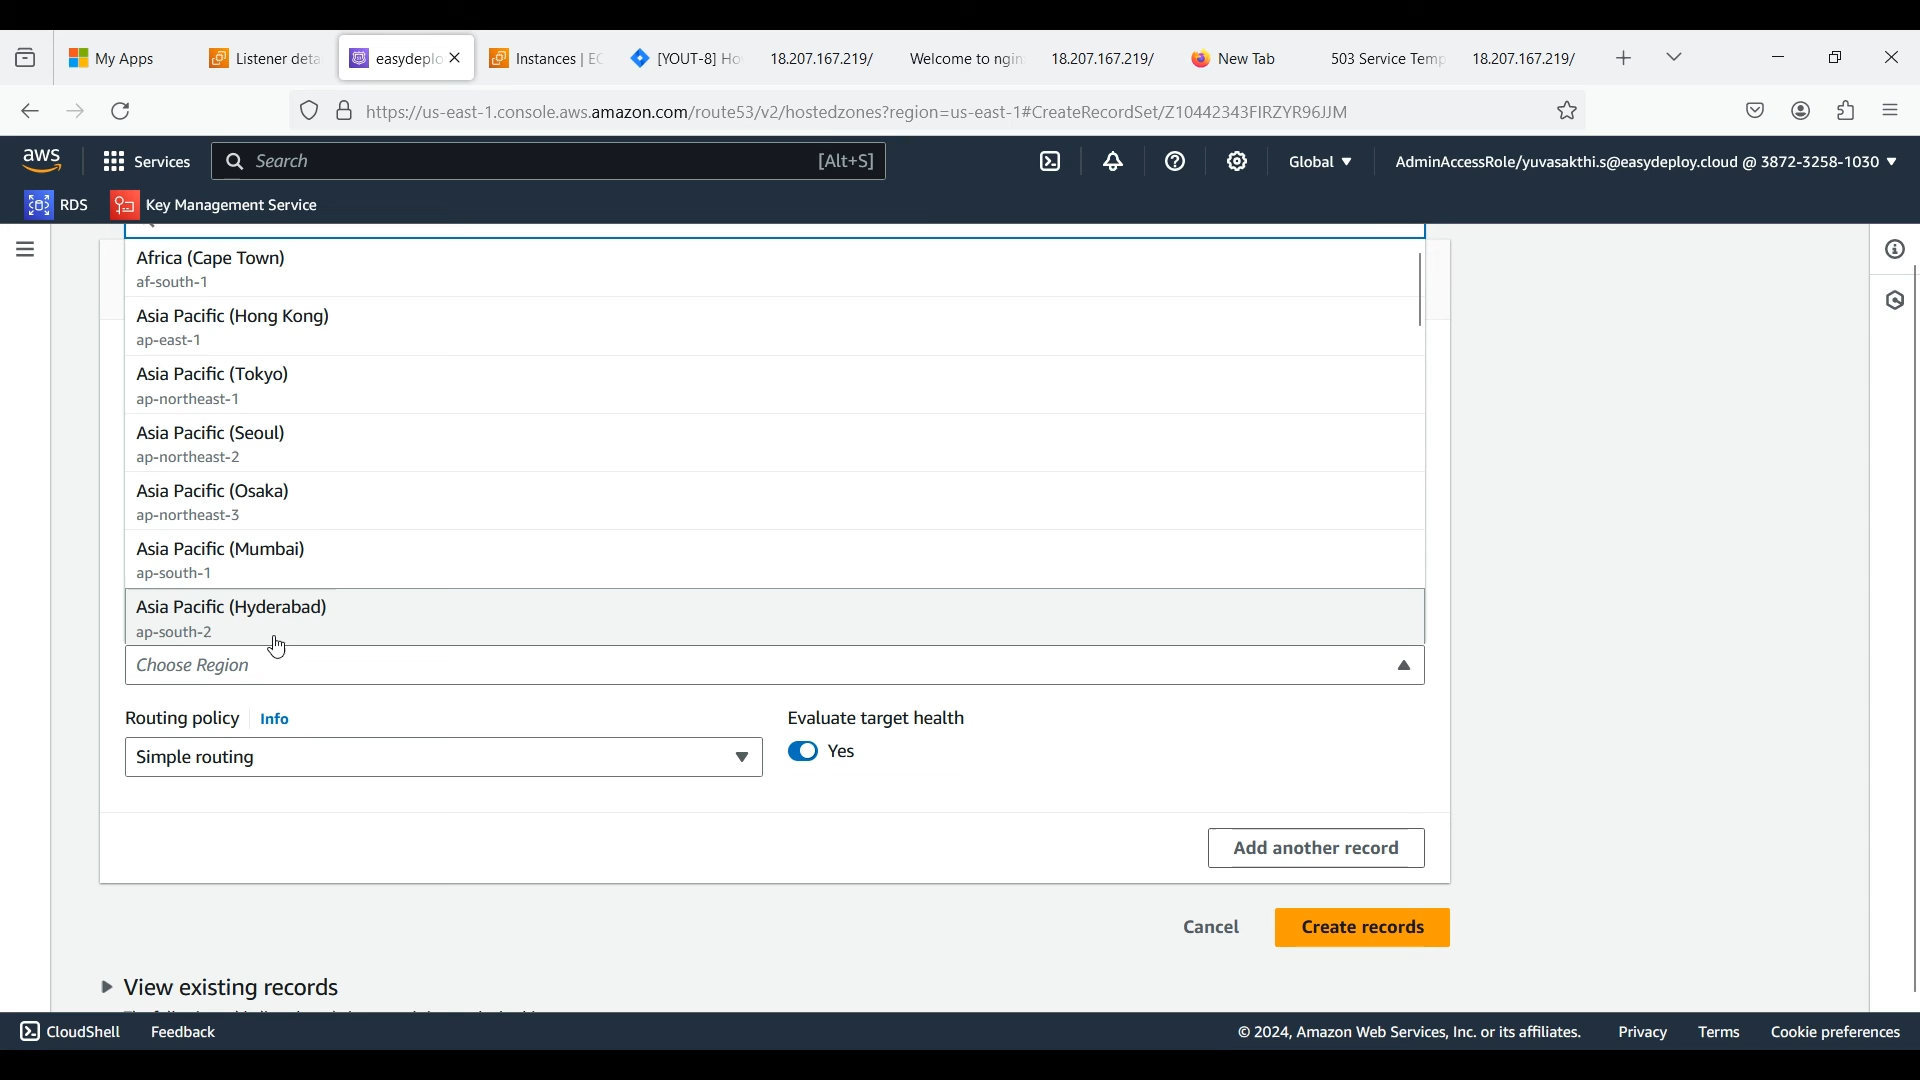 My Apps
Listener deta
easydeplo
Instances | EC
[YOUT-8] Ho
18.207.167.219/
Welcome to ngin
18.207.167.219/
New Tab
503 Service Temp
18.207.167.219/
https://us-east-1.console.aws.amazon.com/route53/v2/hostedzones?region=us-east-1#CreateRecordSet/Z10442343FIRZYR96JJM
aws
Services
Search
[Alt+S]
Global
AdminAccessRole/yuvasakthi.s@easydeploy.cloud @ 3872-3258-1030
RDS
Key Management Service
Africa (Cape Town)
af-south-1
Asia Pacific (Hong Kong)
ap-east-1
Asia Pacific (Tokyo)
ap-northeast-1
Asia Pacific (Seoul)
ap-northeast-2
Asia Pacific (Osaka)
ap-northeast-3
Asia Pacific (Mumbai)
ap-south-1
Asia Pacific (Hyderabad)
ap-south-2
Choose Region
Routing policy
Info
Evaluate target health
Simple routing
Yes
Add another record
Cancel
Create records
View existing records
CloudShell
Feedback
© 2024, Amazon Web Services, Inc. or its affiliates.
Privacy
Terms
Cookie preferences